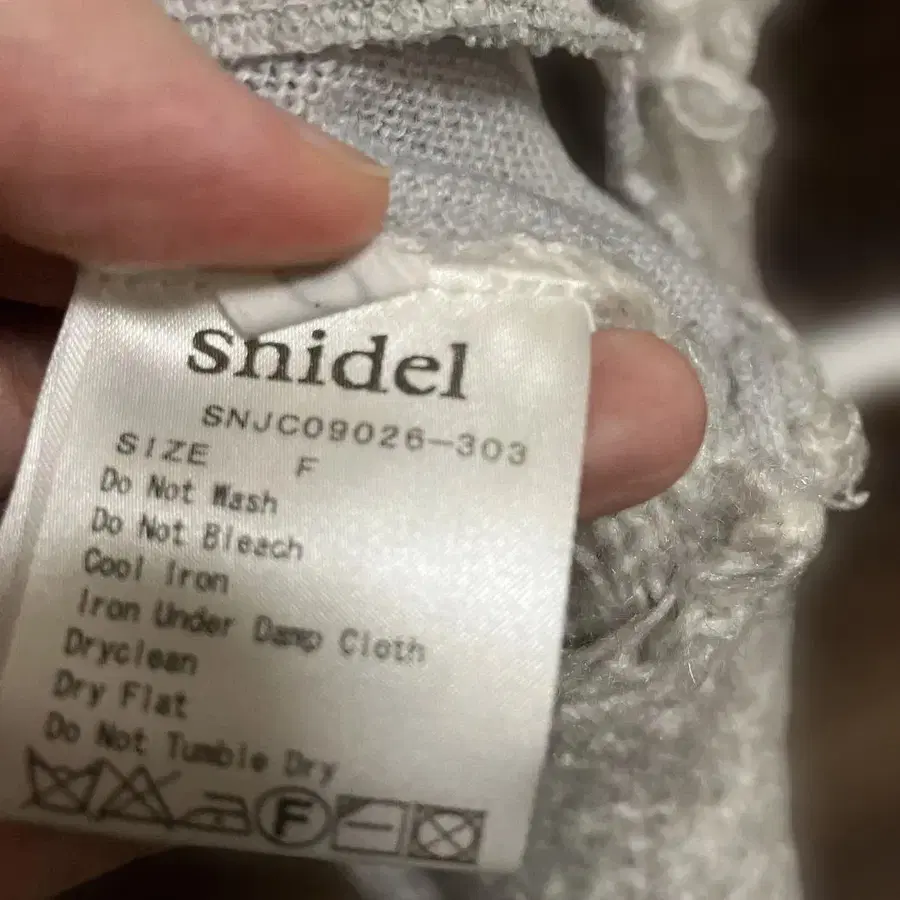 snidel
SNJC09026-303
SIZE F
Do Not Wash
Do Not Bleach
Cool Iron
Iron Under Damp Cloth
Dryclean
Dry Flat
Do Not Tumble Dry
F